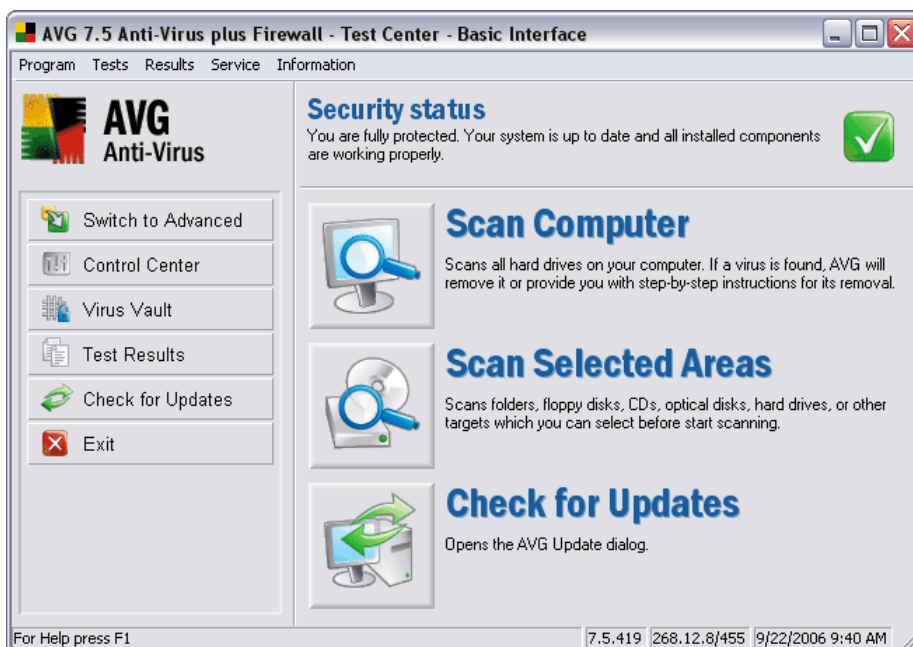 AVG 7.5 Anti-Virus plus Firewall - Test Center - Basic Interface
Program Tests Results Service Information
AVG
Anti-Virus
Switch to Advanced
Control Center
Virus Vault
Test Results
Check for Updates
Exit
Security status
You are fully protected. Your system is up to date and all installed components
are working properly.
Scan Computer
Scans all hard drives on your computer. If a virus is found, AVG will
remove it or provide you with step-by-step instructions for its removal.
Scan Selected Areas
Scans folders, floppy disks, CDs, optical disks, hard drives, or other
targets which you can select before start scanning.
Check for Updates
Opens the AVG Update dialog.
For Help press F1
7.5.419 268.12.8/455 9/22/2006 9:40 AM